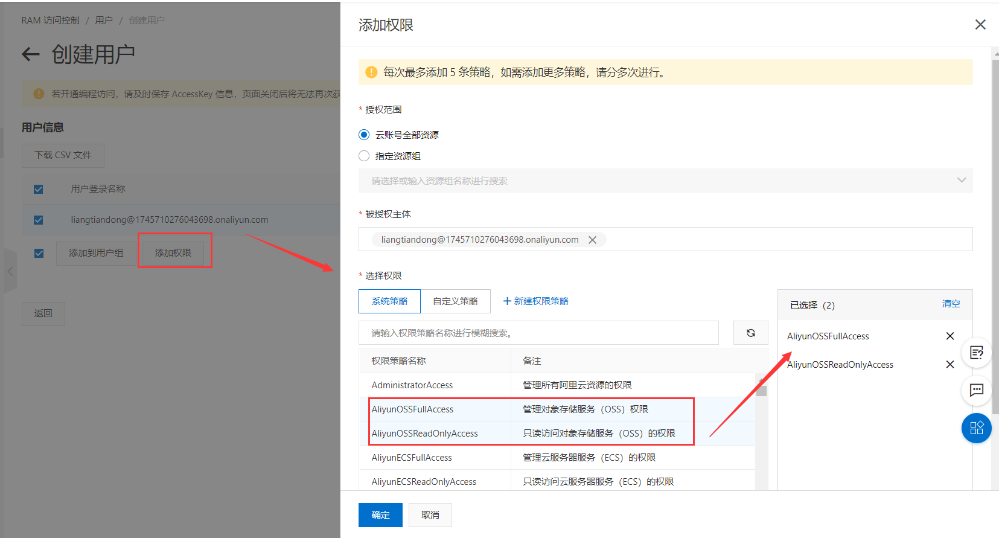 RAM 访问控制 / 用户 / 创建用户
创建用户
若开通编程访问，请及时保存 AccessKey 信息，页面关闭后将无法再次获
用户信息
下载 CSV 文件
用户登录名称
liangtiandong@1745710276043698.onaliyun.com
添加到用户组 添加权限
返回
添加权限
每次最多添加 5 条策略，如需添加更多策略，请分多次进行。
* 授权范围
云账号全部资源
指定资源组
请选择或输入资源组名称进行搜索
* 被授权主体
liangtiandong@1745710276043698.onaliyun.com
* 选择权限
系统策略 自定义策略 + 新建权限策略
请输入权限策略名称进行模糊搜索。
权限策略名称 备注
AdministratorAccess 管理所有阿里云资源的权限
AliyunOSSFullAccess 管理对象存储服务（OSS）权限
AliyunOSSReadOnlyAccess 只读访问对象存储服务（OSS）的权限
AliyunECSFullAccess 管理云服务器服务（ECS）的权限
AliyunECSReadOnlyAccess 只读访问云服务器服务（ECS）的权限
已选择（2） 清空
AliyunOSSFullAccess
AliyunOSSReadOnlyAccess
确定 取消